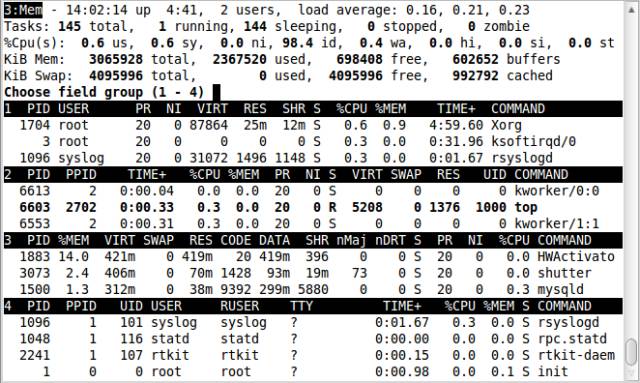 3:Mem - 14:02:14 up  4:41,  2 users,  load average: 0.16, 0.21, 0.23
Tasks: 145 total,   1 running, 144 sleeping,   0 stopped,   0 zombie
%Cpu(s):  0.6 us,  0.6 sy,  0.0 ni, 98.4 id,  0.4 wa,  0.0 hi,  0.0 si,  0.0 st
KiB Mem:   3065928 total,  2367520 used,   698408 free,   602652 buffers
KiB Swap:  4095996 total,        0 used,  4095996 free,   992792 cached
Choose field group (1 - 4)
1  PID USER      PR  NI  VIRT  RES  SHR S  %CPU %MEM    TIME+  COMMAND
1704 root      20   0 87864  25m  12m S   0.6  0.9   4:59.60 Xorg
3 root      20   0     0    0    0 S   0.3  0.0   0:31.96 ksoftirqd/0
1096 syslog    20   0 31072 1496 1148 S   0.3  0.0   0:01.67 rsyslogd
2  PID  PPID    TIME+   %CPU %MEM  PR  NI S  VIRT SWAP  RES   UID COMMAND
6613     2   0:00.04   0.0  0.0  20   0 S     0    0    0     0 kworker/0:0
6603  2702   0:00.33   0.3  0.0  20   0 R  5208    0 1376  1000 top
6553     2   0:00.31   0.3  0.0  20   0 S     0    0    0     0 kworker/1:1
3  PID %MEM  VIRT SWAP  RES CODE DATA  SHR nMaj nDRT S  PR  NI  %CPU COMMAND
1883 14.0  421m    0 419m   20 419m  396    0    0 S  20   0   0.0 HWActivato
3073  2.4  406m    0  70m 1428  93m  19m   73    0 S  20   0   0.0 shutter
1500  1.3  312m    0  38m 9392 299m 5880    0    0 S  20   0   0.3 mysqld
4  PID  PPID   UID USER     RUSER    TTY         TIME+   %CPU %MEM S COMMAND
1096     1   101 syslog   syslog   ?          0:01.67   0.3  0.0 S rsyslogd
1048     1   116 statd    statd    ?          0:00.00   0.0  0.0 S rpc.statd
2241     1   107 rtkit    rtkit    ?          0:00.15   0.0  0.0 S rtkit-daem
1     0     0 root     root     ?          0:00.98   0.0  0.1 S init